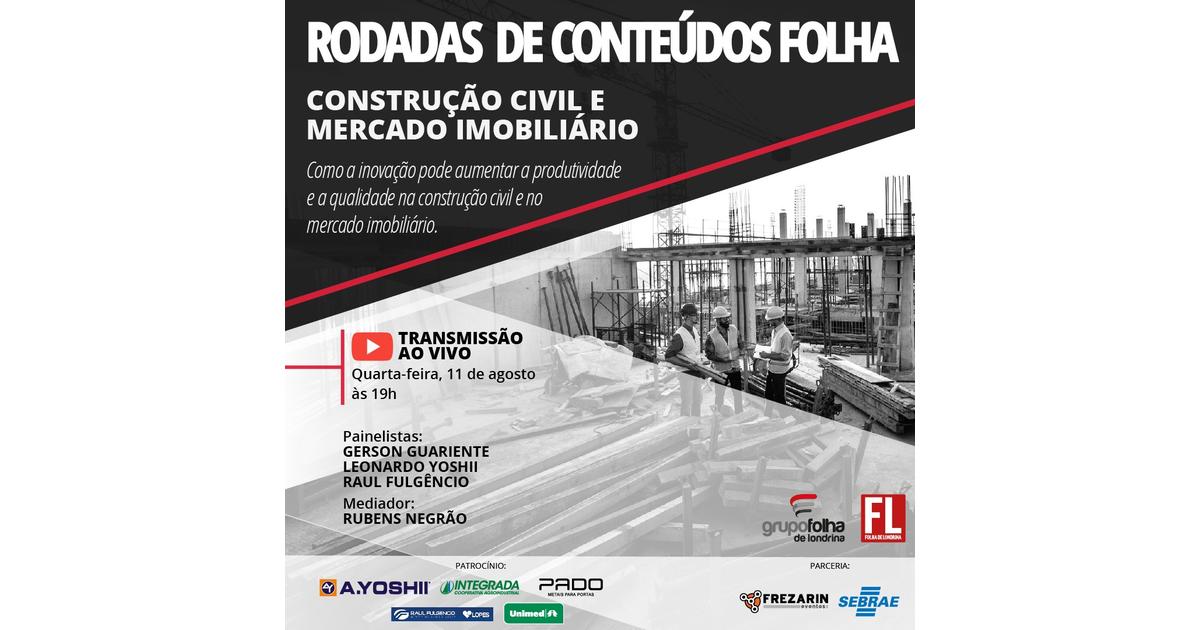 RODADAS DE CONTEÚDOS FOLHA
CONSTRUÇÃO CIVIL E
MERCADO IMOBILIÁRIO
Como a inovação pode aumentar a produtividade
e a qualidade na construção civil e no
mercado imobiliário.
TRANSMISSÃO
AO VIVO
Quarta-feira, 11 de agosto
às 19h
Painelistas:
GERSON GUARIENTE
LEONARDO YOSHII
RAUL FULGÊNCIO
Mediador:
RUBENS NEGRÃO
grupofolha
de londrina
FL
FOLHA DE LONDRINA
PATROCÍNIO:
AY A.YOSHII
INTEGRADA
COOPERATIVA AGROINDUSTRIAL
PADO
METAIS PARA PORTAS
RAUL FULGENCIO
LOPES
Unimed
PARCERIA:
FREZARIN
eventos
SEBRAE